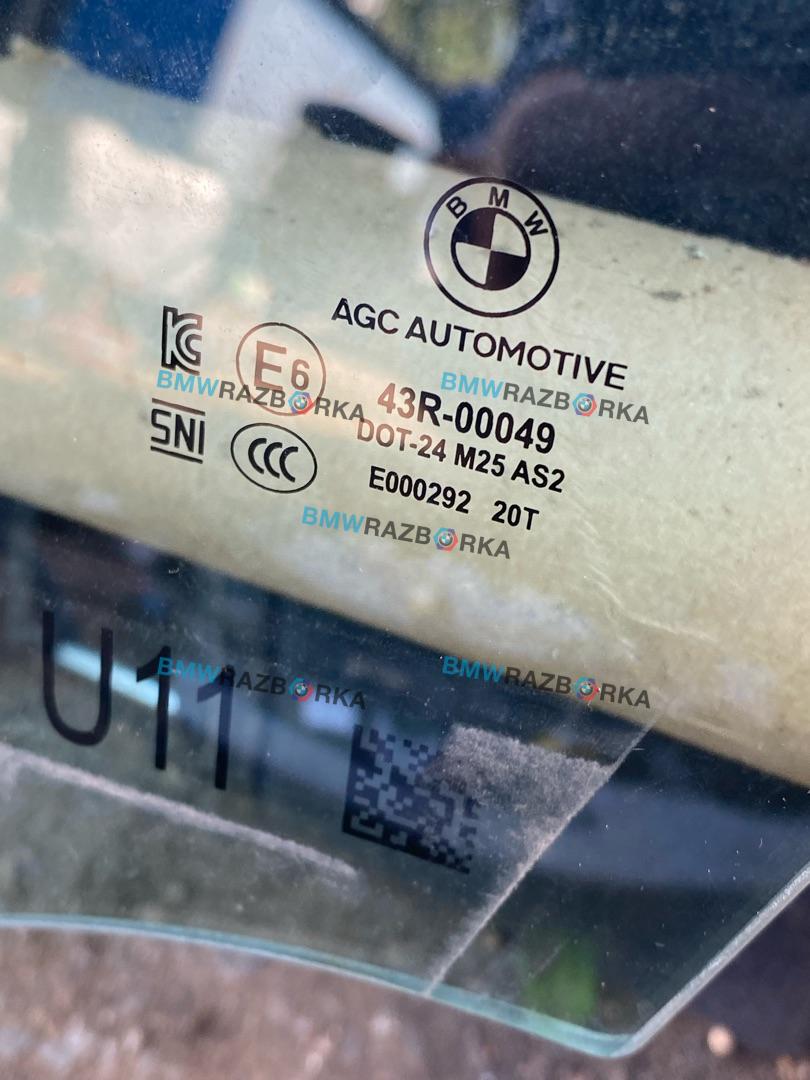 BMW
AGC AUTOMOTIVE
KC
E6
43R-00049
BMWRAZBORKA
BMWRAZBORKA
SNI
CCC
DOT-24 M25 AS2
E000292 20T
BMWRAZBORKA
U11
BMWRAZBORKA
BMWRAZBORKA